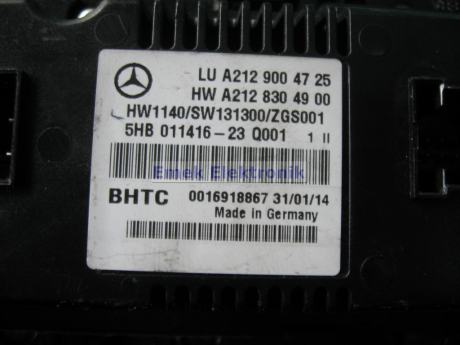 LU A212 900 47 25
HW A212 830 49 00
HW1140/SW131300/ZGS001
5HB 011416-23 Q001 1 II
Emek Elektronik
BHTC 0016918867 31/01/14
Made in Germany